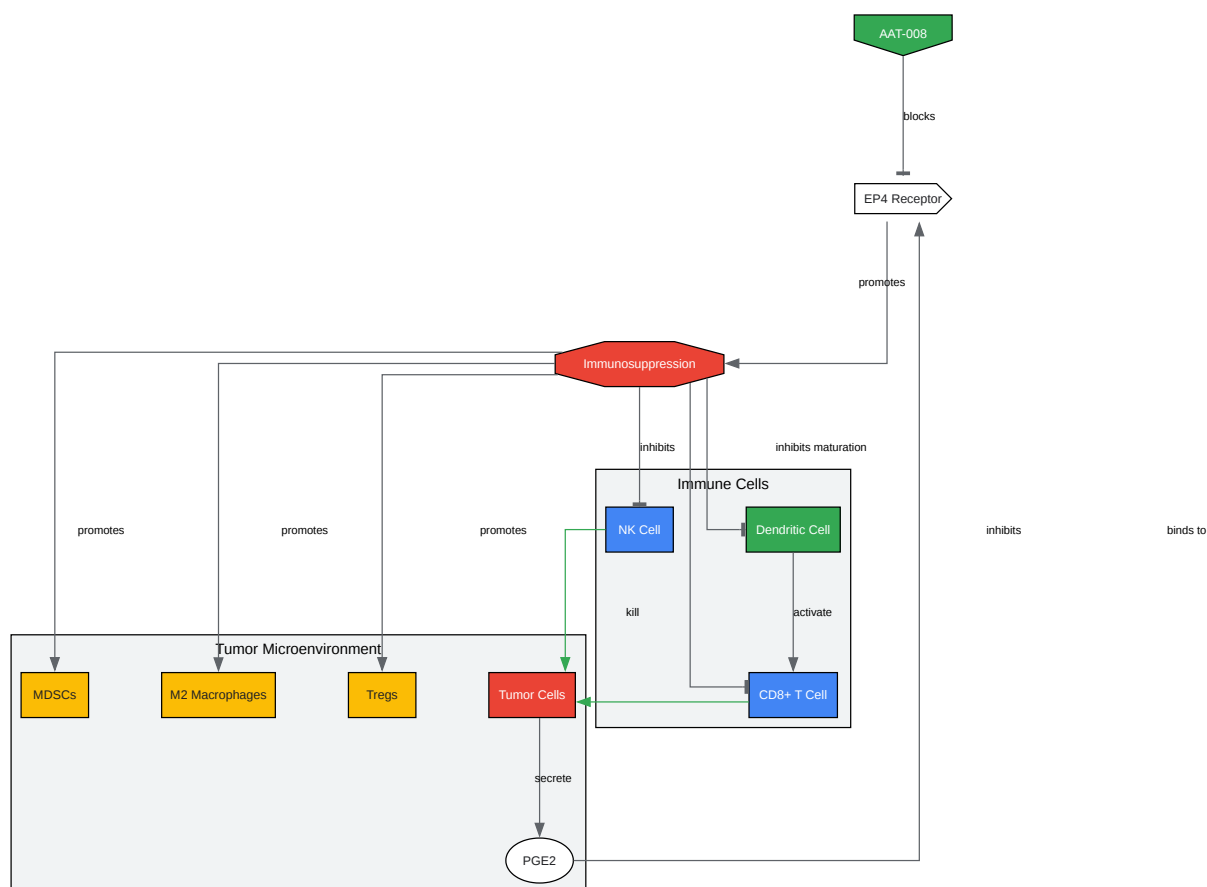 AAT-008
blocks
EP4 Receptor
promotes
Immunosuppression
inhibits
inhibits maturation
Immune Cells
promotes
promotes
promotes
NK Cell
Dendritic Cell
inhibits
binds to
kill
activate
Tumor Microenvironment
MDSCs
M2 Macrophages
Tregs
Tumor Cells
CD8+ T Cell
secrete
PGE2